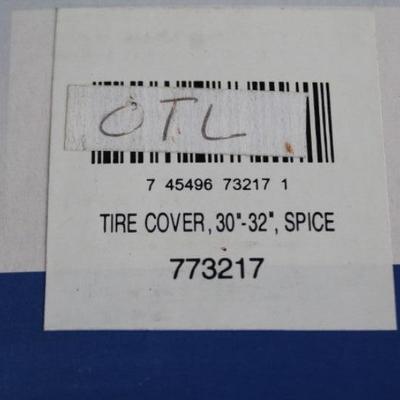 OTL
7 45496 73217 1
TIRE COVER, 30"-32", SPICE
773217